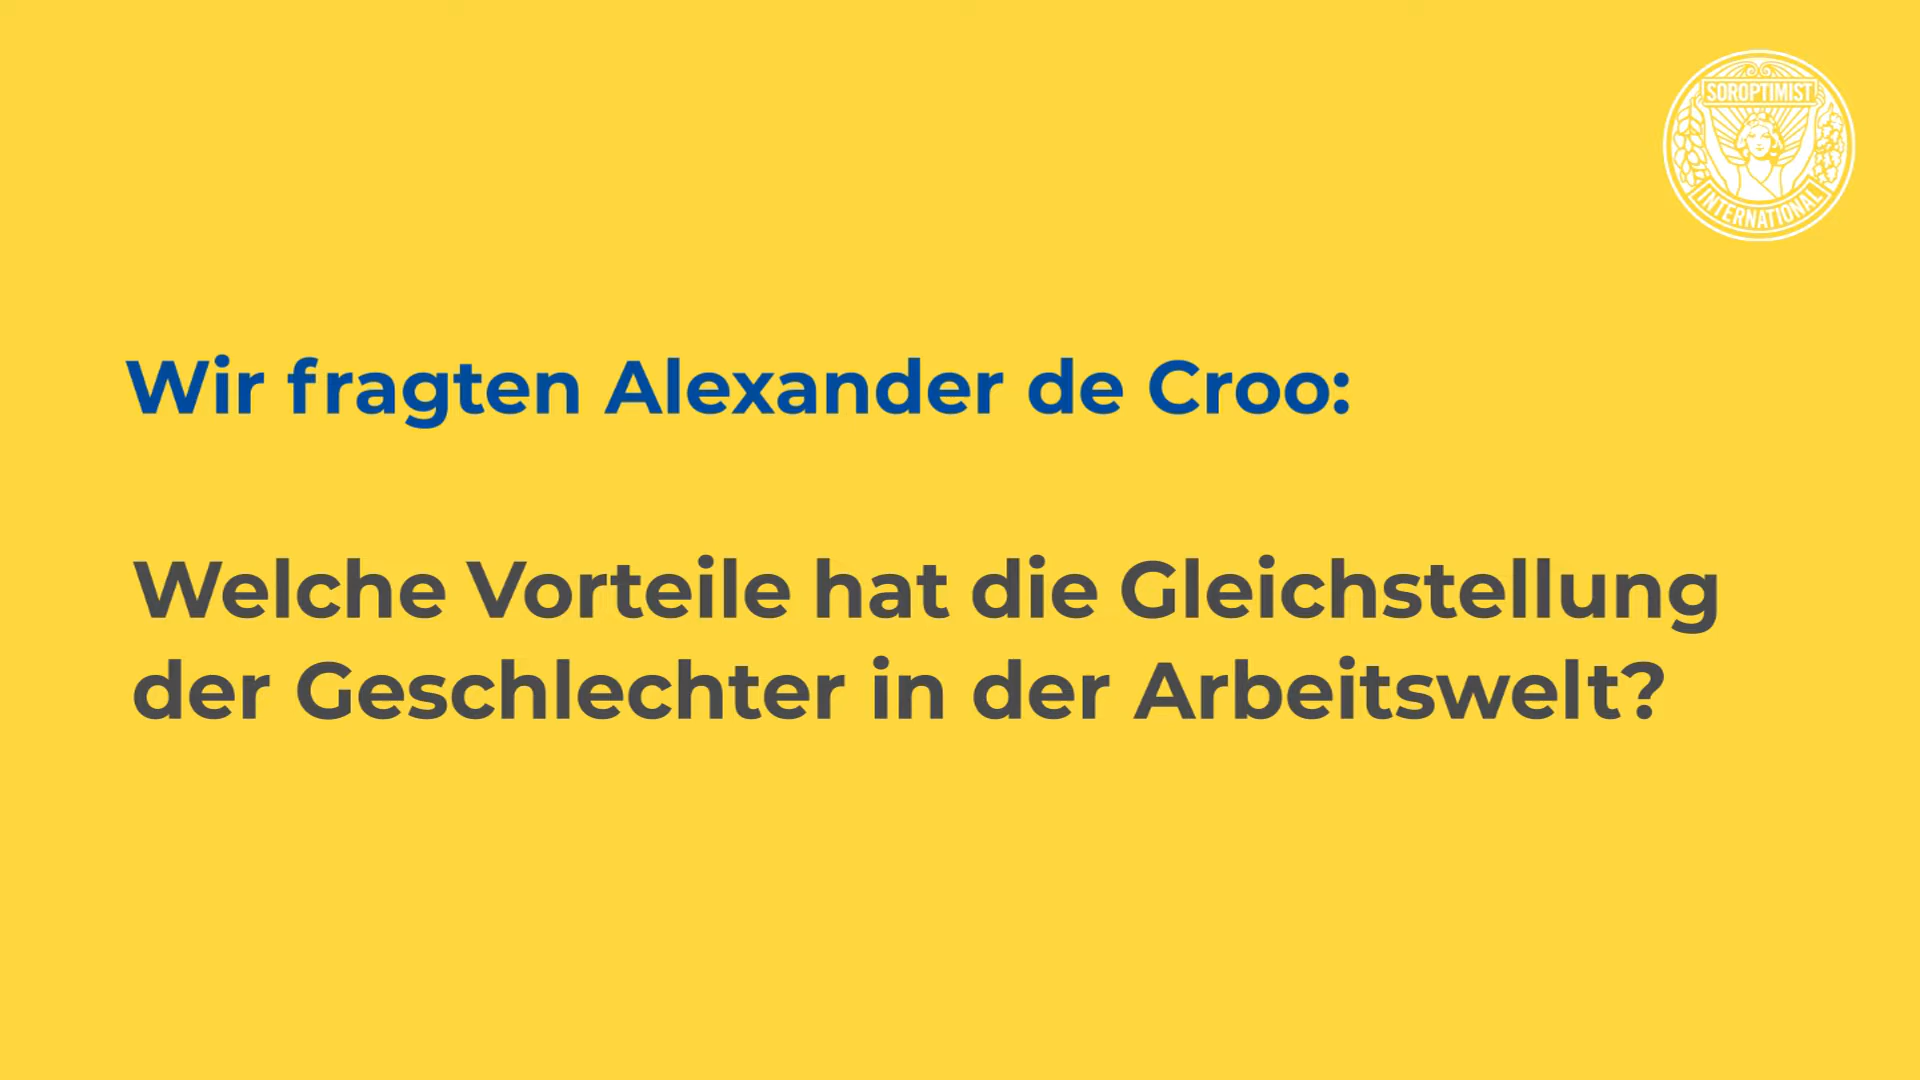 SOROPTIMIST
INTERNATIONAL
Wir fragten Alexander de Croo:
Welche Vorteile hat die Gleichstellung
der Geschlechter in der Arbeitswelt?